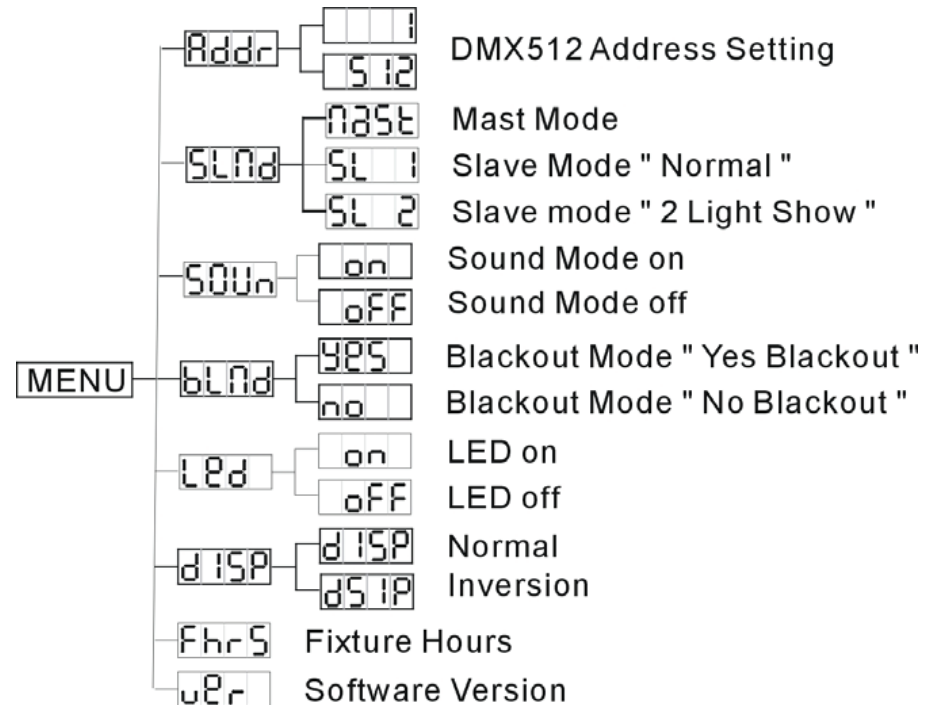 1
Addr DMX512 Address Setting
512
nASt Mast Mode
SLnd SL 1 Slave Mode " Normal "
SL 2 Slave mode " 2 Light Show "
on Sound Mode on
SOUn
oFF Sound Mode off
yes Blackout Mode " Yes Blackout "
MENU bLnd
no Blackout Mode " No Blackout "
on LED on
Led
oFF LED off
dISP Normal
dISP
dSIP Inversion
FhrS Fixture Hours
ver Software Version